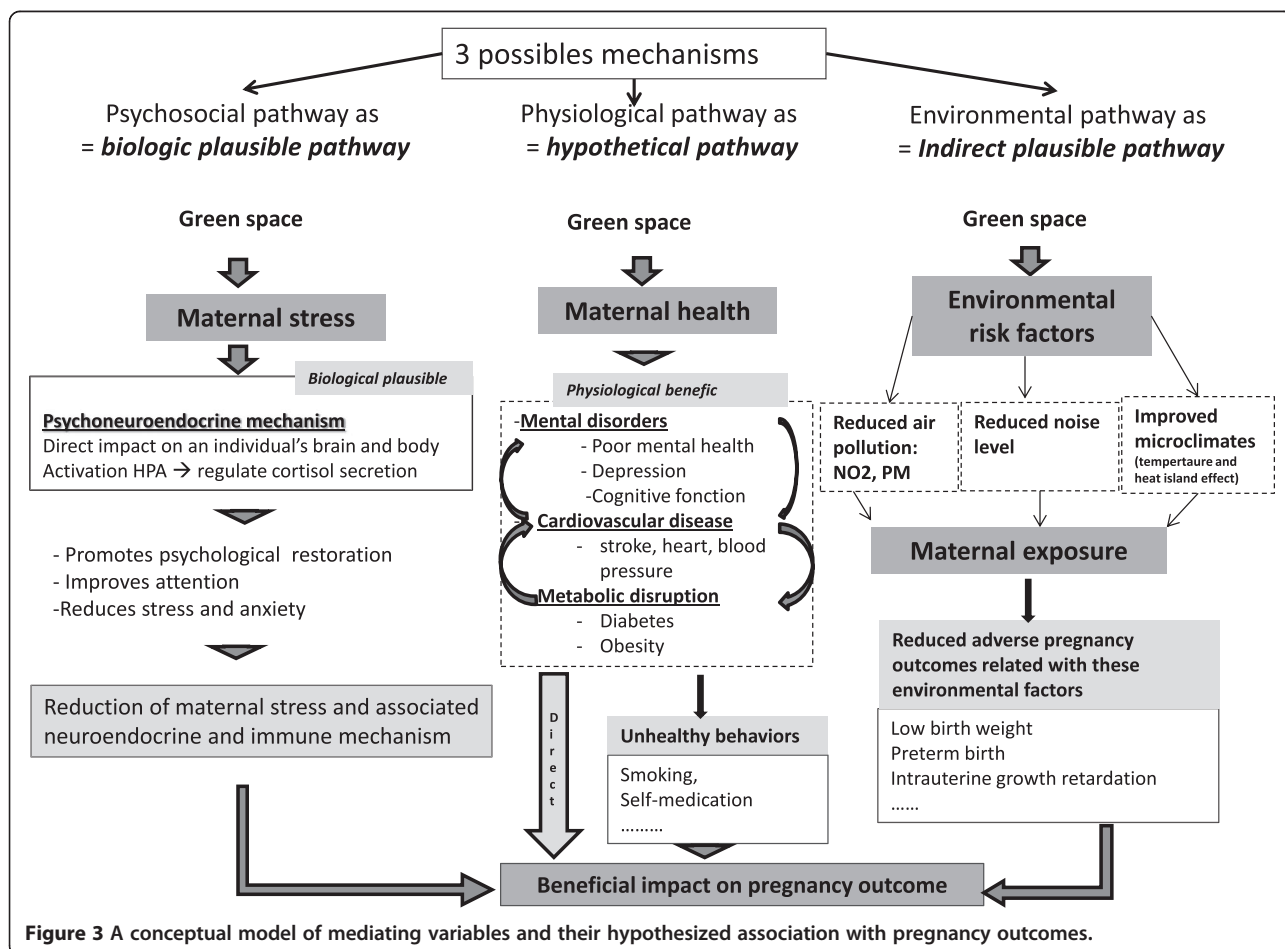 3 possibles mechanisms
Psychosocial pathway as
= biologic plausible pathway
Green space
Maternal stress
Biological plausible
Psychoneuroendocrine mechanism
Direct impact on an individual's brain and body
Activation HPA → regulate cortisol secretion
- Promotes psychological restoration
- Improves attention
-Reduces stress and anxiety
Reduction of maternal stress and associated
neuroendocrine and immune mechanism
Physiological pathway as
= hypothetical pathway
Green space
Maternal health
Physiological benefic
-Mental disorders
- Poor mental health
- Depression
-Cognitive fonction
- Cardiovascular disease
- stroke, heart, blood
pressure
Metabolic disruption
- Diabetes
- Obesity
Direct
Unhealthy behaviors
Smoking,
Self-medication
.........
Environmental pathway as
= Indirect plausible pathway
Green space
Environmental
risk factors
Reduced air
pollution:
NO2, PM
Reduced noise
level
Improved
microclimates
(tempertaure and
heat island effect)
Maternal exposure
Reduced adverse pregnancy
outcomes related with these
environmental factors
Low birth weight
Preterm birth
Intrauterine growth retardation
......
Beneficial impact on pregnancy outcome
Figure 3 A conceptual model of mediating variables and their hypothesized association with pregnancy outcomes.